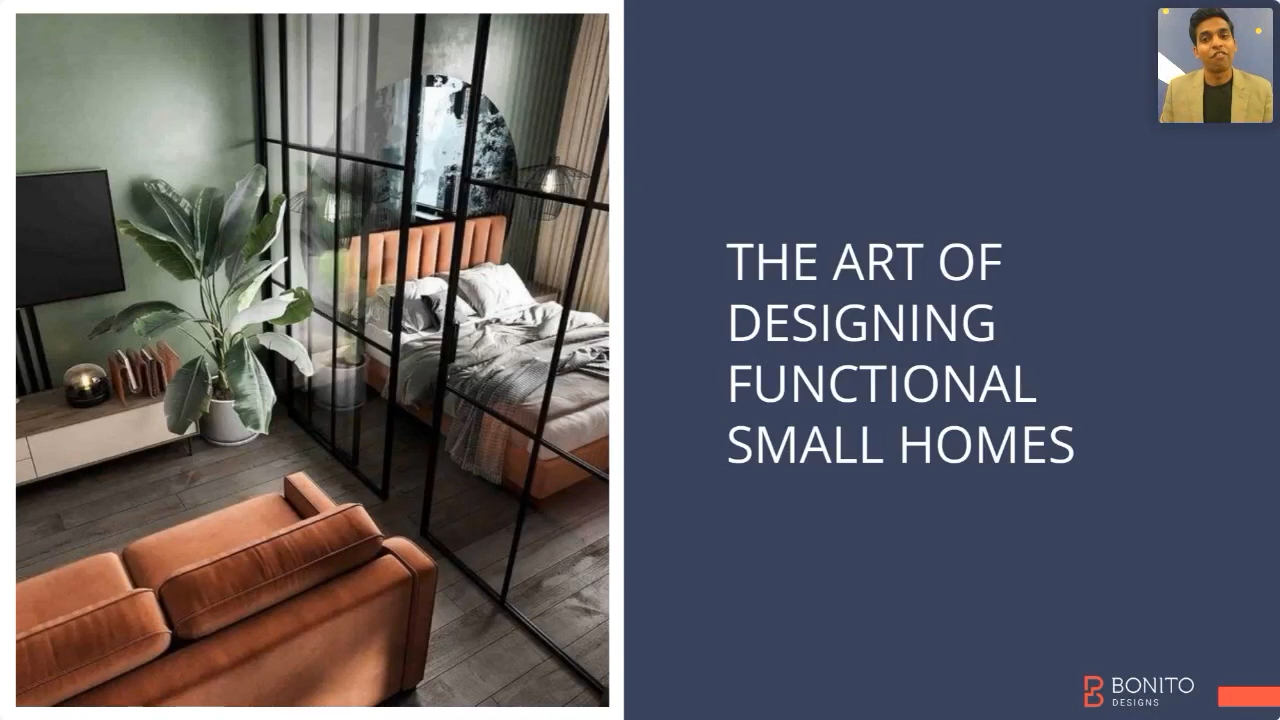 THE ART OF
DESIGNING
FUNCTIONAL
SMALL HOMES
BONITO
DESIGNS